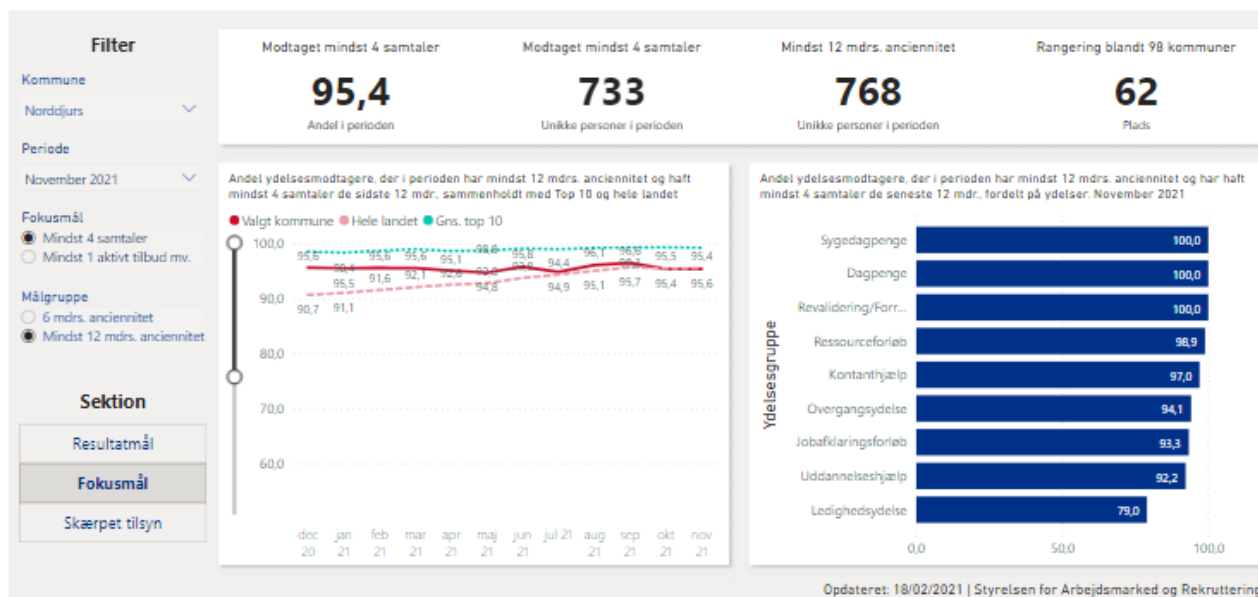 Filter
Kommune
Norddjurs
Periode
November 2021
Fokusmål
Mindst 4 samtaler
Mindst 1 aktivt tilbud mv.
Målgruppe
6 mdrs. anciennitet
Mindst 12 mdrs. anciennitet
Sektion
Resultatmål
Fokusmål
Skærpet tilsyn
Modtaget mindst 4 samtaler
95,4
Andel i perioden
Modtaget mindst 4 samtaler
733
Unikke personer i perioden
Mindst 12 mdrs. anciennitet
768
Unikke personer i perioden
Rangering blandt 98 kommuner
62
Plads
Andel ydelsesmodtagere, der i perioden har mindst 12 mdrs. anciennitet og haft
mindst 4 samtaler de sidste 12 mdr., sammenholdt med Top 10 og hele landet
Valgt kommune Hele landet Gns. top 10
100,0
90,0
80,0
70,0
60,0
95,6 95,6 95,6 95,1 95,8 94,4 96,1 96,6 95,5 95,4
95,5 91,6 92,1 94,8 94,9 95,1 95,7 95,4 95,6
90,7 91,1
dec jan feb mar apr maj jun jul 21 aug sep okt nov
20 21 21 21 21 21 21 21 21 21 21
Andel ydelsesmodtagere, der i perioden har mindst 12 mdrs. anciennitet og har haft
mindst 4 samtaler de seneste 12 mdr., fordelt på ydelser. November 2021
Ydelsesgruppe
Sygedagpenge 100,0
Dagpenge 100,0
Revalidering/Forr... 100,0
Ressourceforløb 98,9
Kontanthjælp 97,0
Overgangsydelse 94,1
Jobafklaringsforløb 93,3
Uddannelseshjælp 92,2
Ledighedsydelse 79,0
0,0 50,0 100,0
Opdateret: 18/02/2021 | Styrelsen for Arbejdsmarked og Rekruttering